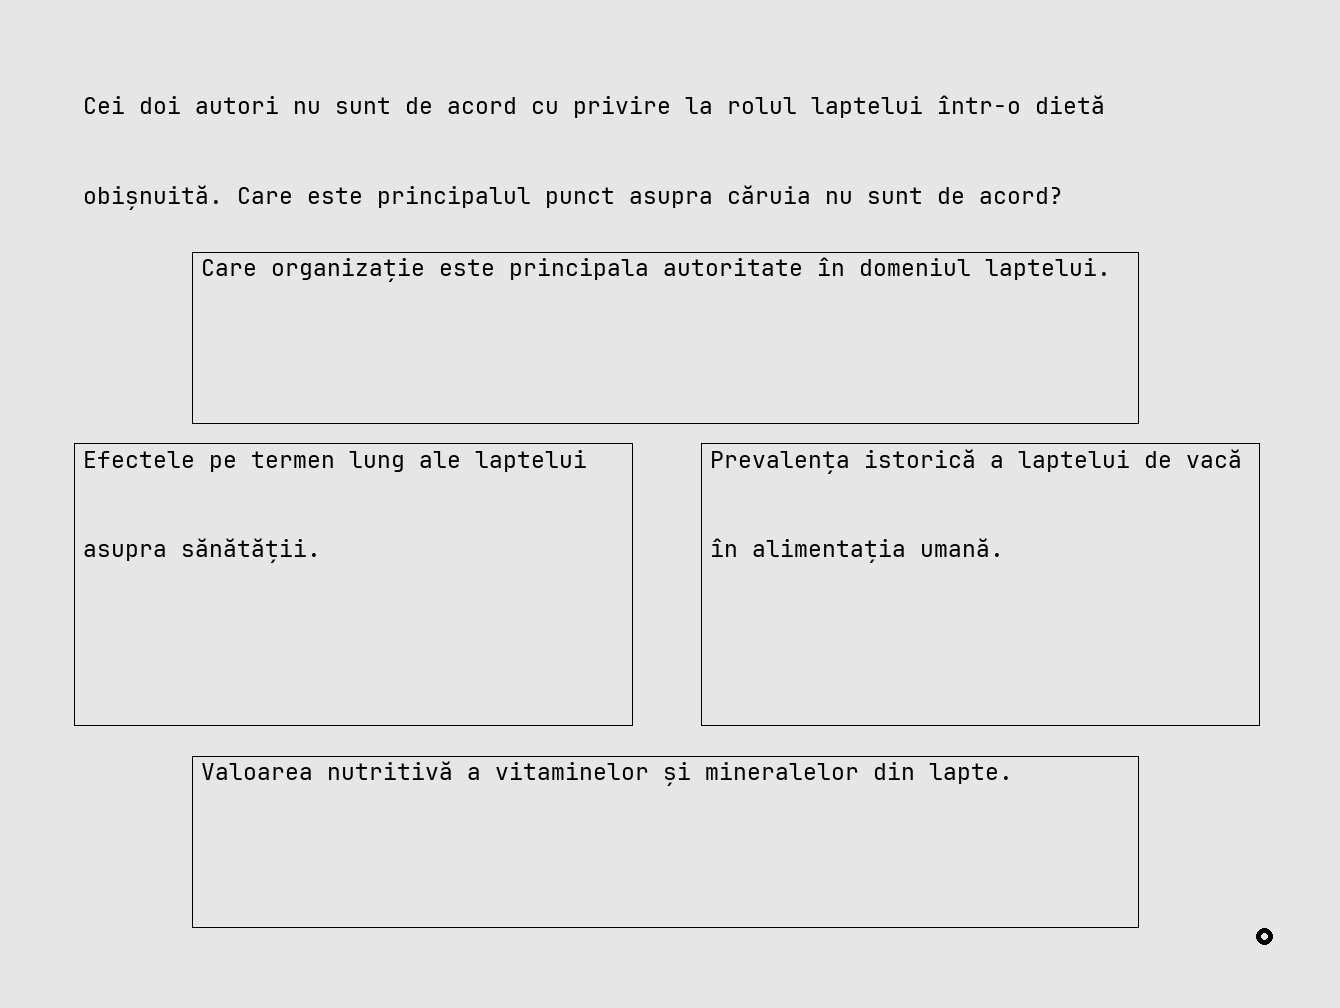 Cei doi autori nu sunt de acord cu privire la rolul laptelui într-o dietă
obișnuită. Care este principalul punct asupra căruia nu sunt de acord?
Care organizație este principala autoritate în domeniul laptelui.
Efectele pe termen lung ale laptelui
asupra sănătății.
Prevalența istorică a laptelui de vacă
în alimentația umană.
Valoarea nutritivă a vitaminelor și mineralelor din lapte.